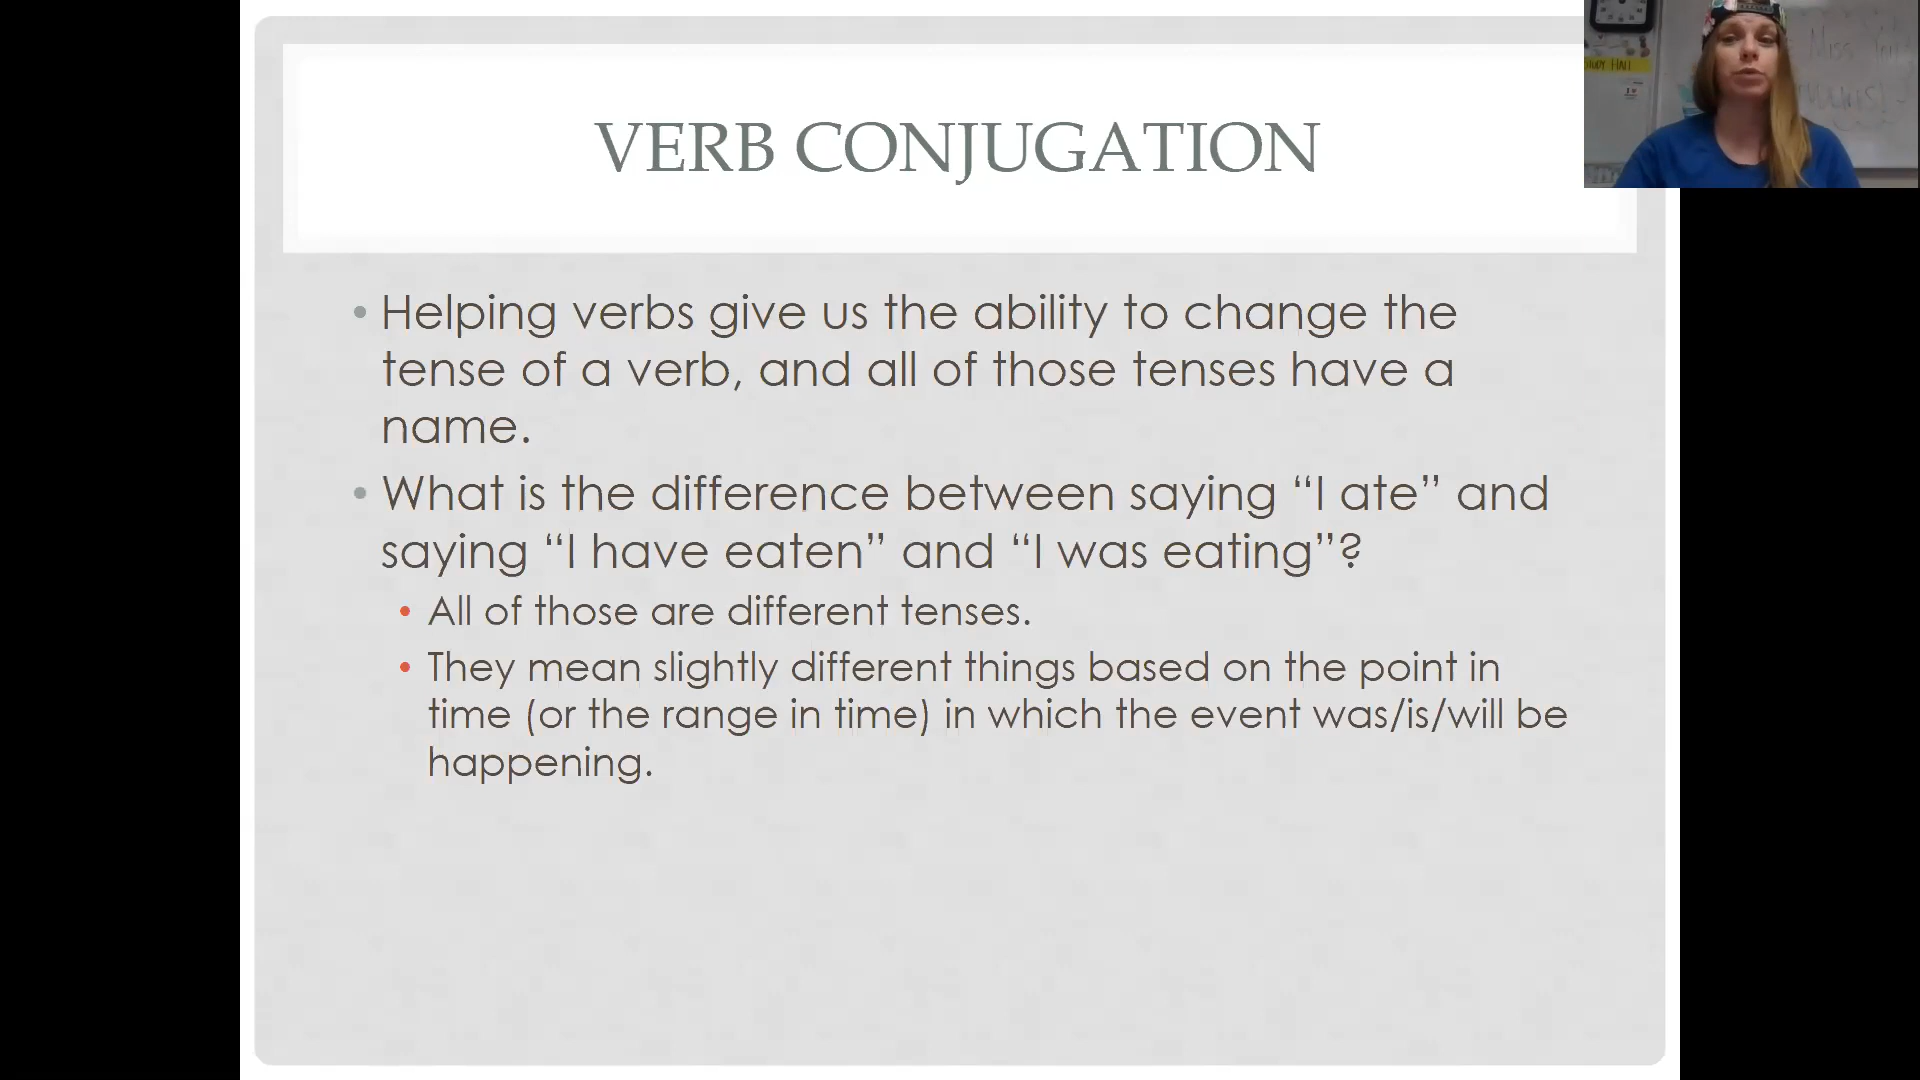 VERB CONJUGATION
• Helping verbs give us the ability to change the
tense of a verb, and all of those tenses have a
name.
• What is the difference between saying “I ate” and
saying “I have eaten” and “I was eating”?
• All of those are different tenses.
• They mean slightly different things based on the point in
time (or the range in time) in which the event was/is/will be
happening.
HALL
Miss